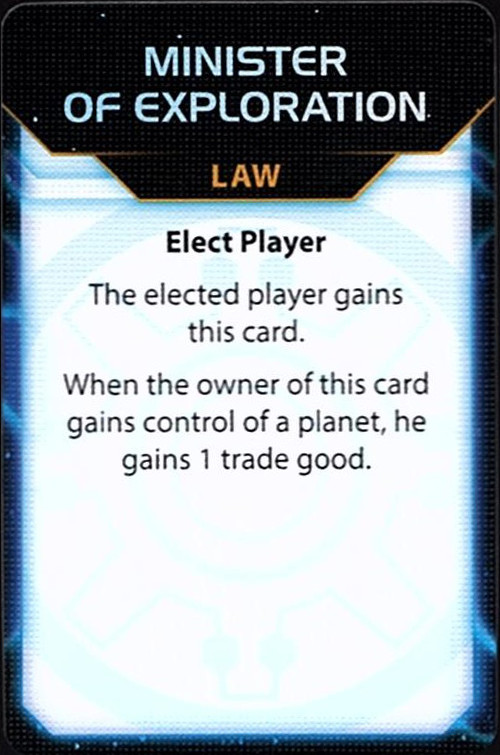 MINISTER
OF EXPLORATION
LAW
Elect Player
The elected player gains
this card.
When the owner of this card
gains control of a planet, he
gains 1 trade good.